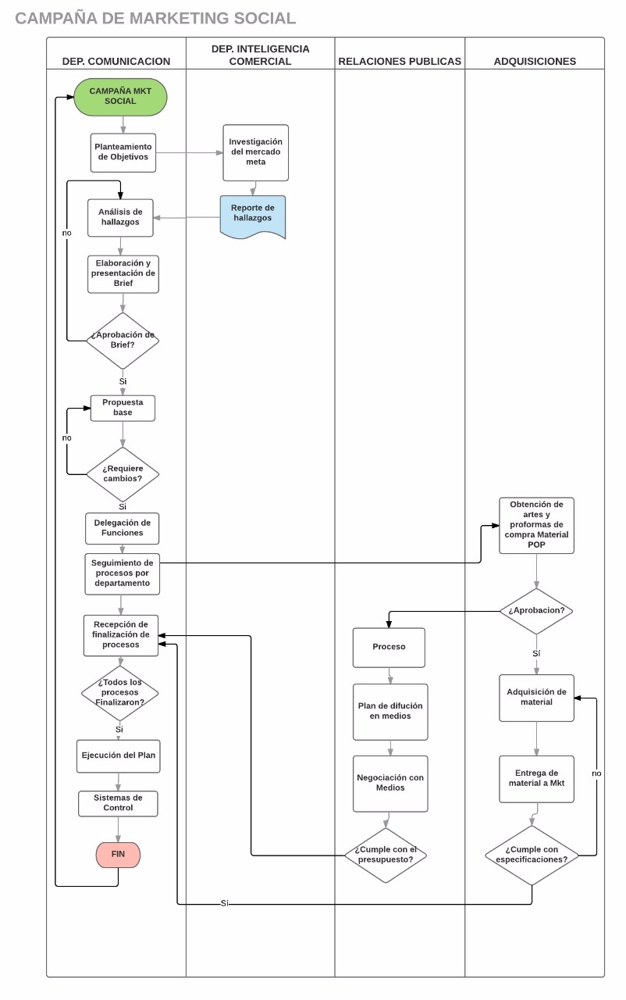 CAMPAÑA DE MARKETING SOCIAL
DEP. COMUNICACION
DEP. INTELIGENCIA
COMERCIAL
RELACIONES PUBLICAS
ADQUISICIONES
CAMPAÑA MKT
SOCIAL
Planteamiento
de Objetivos
Investigación
del mercado
meta
Análisis de
hallazgos
Reporte de
hallazgos
no
Elaboración y
presentación de
Brief
¿Aprobación de
Brief?
Si
Propuesta
base
no
¿Requiere
cambios?
Si
Delegación de
Funciones
Seguimiento de
procesos por
departamento
Obtención de
artes y
proformas de
compra Material
POP
¿Aprobacion?
Sí
Recepción de
finalización de
procesos
Proceso
¿Todos los
procesos
Finalizaron?
Si
Plan de difución
en medios
Adquisición de
material
Ejecución del Plan
Negociación con
Medios
Entrega de
material a Mkt
no
Sistemas de
Control
FIN
¿Cumple con el
presupuesto?
¿Cumple con
especificaciones?
Sí